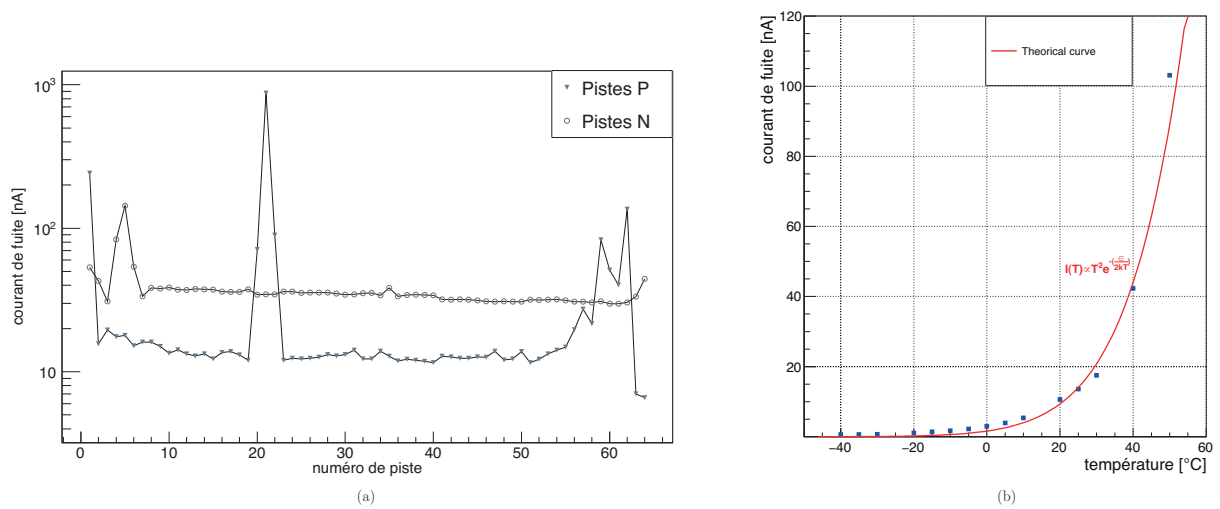 10³
10²
10
courant de fuite [nA]
Pistes P
Pistes N
0 10 20 30 40 50 60
numéro de piste
(a)
120
100
80
60
40
20
courant de fuite [nA]
Theorical curve
I(T)∝T²e
−40 −20 0 20 40 60
température [°C]
(b)